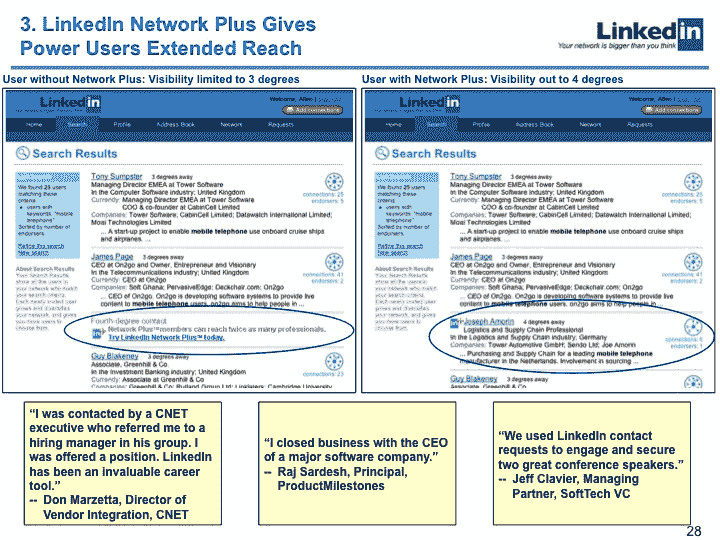 3. LinkedIn Network Plus Gives
Power Users Extended Reach
Linkedin
Your network is bigger than you think
User without Network Plus: Visibility limited to 3 degrees
Linkedin
Welcome, Allen
Add connections
Home Search Profile Address Book Network Requests
Search Results
We found 25 users
matching these
criteria
users with
keywords "mobile
telephone"
Sorted by number of
endorsers.
Refine this search
New search
About Search Results
Search results
show all the users in
your network who match
your search criteria.
Each newly invited user
grows and diversifies
your network, and gives
you more users to
choose from.
Tony Sumpster 3 degrees away
Managing Director EMEA at Tower Software
In the Computer Software industry; United Kingdom
Currently: Managing Director EMEA at Tower Software
COO & co-founder at CabinCell Limited
Companies: Tower Software; CabinCell Limited; Datawatch International Limited;
Mosi Technologies Limited
... A start-up project to enable mobile telephone use onboard cruise ships
and airplanes. ...
connections: 25
endorsers: 5
James Page 3 degrees away
CEO at On2go and Owner, Entrepreneur and Visionary
In the Telecommunications industry; United Kingdom
Currently: CEO at On2go
Companies: Soft Ghana; PervasiveEdge; Deckchair.com; On2go
... CEO of On2go. On2go is developing software systems to provide live
content to mobile telephone users. on2go aims to help people in ...
connections: 41
endorsers: 2
Fourth-degree contact
Network Plus™ members can reach twice as many professionals.
Try LinkedIn Network Plus™ today.
Guy Blakeney 3 degrees away
Associate, Greenhill & Co.
In the Investment Banking industry; United Kingdom
Currently: Associate at Greenhill & Co
Companies: Greenhill & Co; Rutland Group Ltd; Linklaters; Cambridge University
connections: 23
User with Network Plus: Visibility out to 4 degrees
Linkedin
Welcome, Allen
Add connections
Home Search Profile Address Book Network Requests
Search Results
We found 25 users
matching these
criteria
users with
keywords "mobile
telephone"
Sorted by number of
endorsers.
Refine this search
New search
About Search Results
Search results
show all the users in
your network who match
your search criteria.
Each newly invited user
grows and diversifies
your network, and gives
you more users to
choose from.
Tony Sumpster 3 degrees away
Managing Director EMEA at Tower Software
In the Computer Software industry; United Kingdom
Currently: Managing Director EMEA at Tower Software
COO & co-founder at CabinCell Limited
Companies: Tower Software; CabinCell Limited; Datawatch International Limited;
Mosi Technologies Limited
... A start-up project to enable mobile telephone use onboard cruise ships
and airplanes. ...
connections: 25
endorsers: 5
James Page 3 degrees away
CEO at On2go and Owner, Entrepreneur and Visionary
In the Telecommunications industry; United Kingdom
Currently: CEO at On2go
Companies: Soft Ghana; PervasiveEdge; Deckchair.com; On2go
... CEO of On2go. On2go is developing software systems to provide live
content to mobile telephone users. on2go aims to help people in ...
connections: 41
endorsers: 2
Joseph Amorin 4 degrees away
Logistics and Supply Chain Professional
In the Logistics and Supply Chain industry; Germany
Companies: Tower Automotive GmbH; Sendo Ltd; Joe Amorin
... Purchasing and Supply Chain for a leading mobile telephone
manufacturer in the Netherlands. Involvement in sourcing ...
connections: 6
endorsers: 1
Guy Blakeney 3 degrees away
Associate, Greenhill & Co.
“I was contacted by a CNET
executive who referred me to a
hiring manager in his group. I
was offered a position. LinkedIn
has been an invaluable career
tool.”
-- Don Marzetta, Director of
Vendor Integration, CNET
“I closed business with the CEO
of a major software company.”
-- Raj Sardesh, Principal,
ProductMilestones
“We used LinkedIn contact
requests to engage and secure
two great conference speakers.”
-- Jeff Clavier, Managing
Partner, SoftTech VC
28